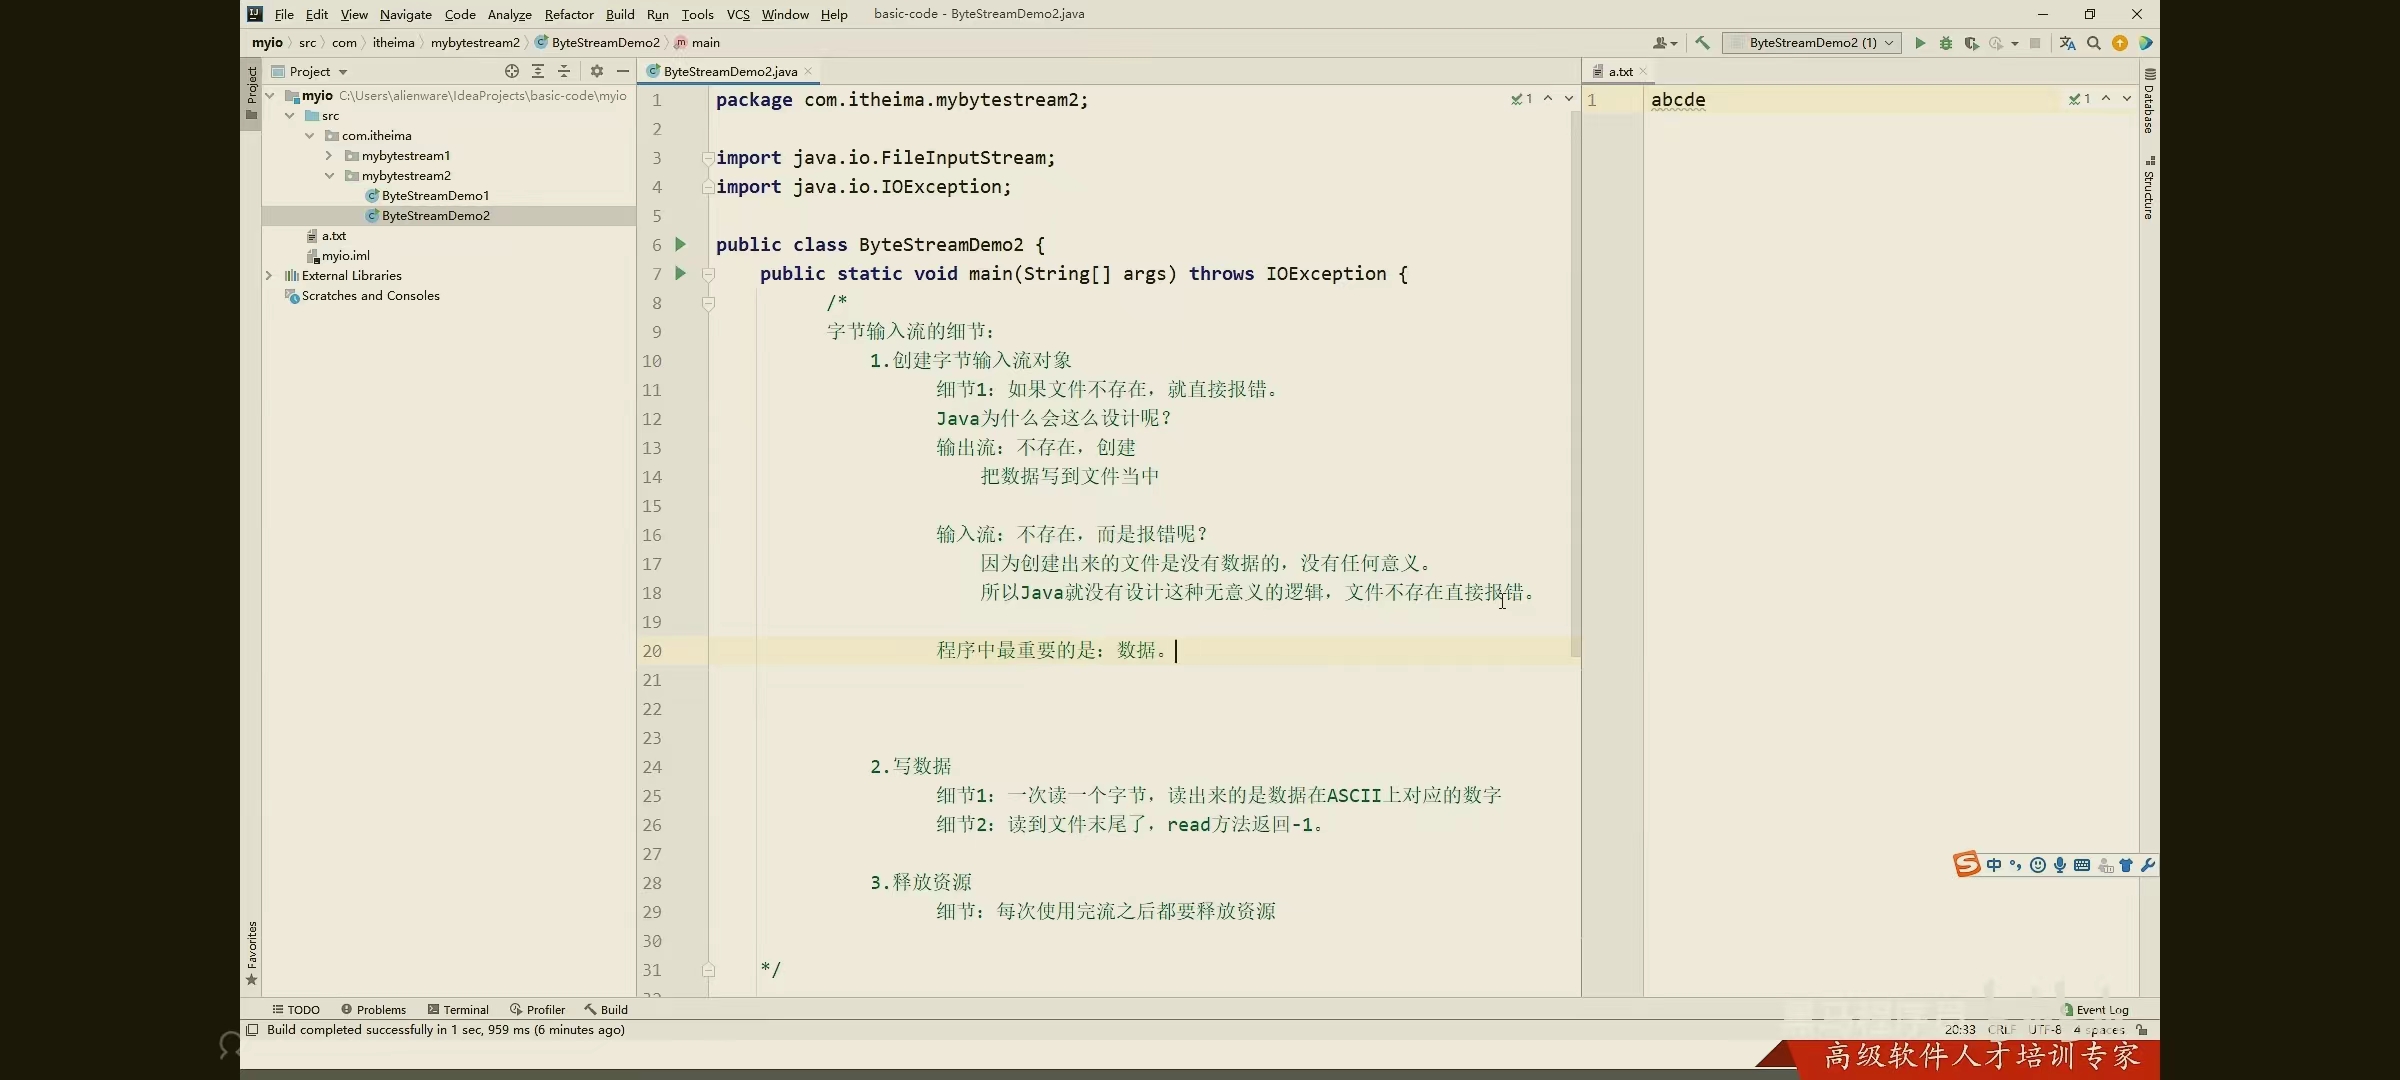 File Edit View Navigate Code Analyze Refactor Build Run Tools VCS Window Help basic-code - ByteStreamDemo2.java
myio src com itheima mybytestream2 ByteStreamDemo2 main ByteStreamDemo2 (1)
Project
Project
myio C:\Users\alienware\IdeaProjects\basic-code\myio
src
com.itheima
mybytestream1
mybytestream2
ByteStreamDemo1
ByteStreamDemo2
a.txt
myio.iml
External Libraries
Scratches and Consoles
Favorites
ByteStreamDemo2.java
1 package com.itheima.mybytestream2;
2
3 import java.io.FileInputStream;
4 import java.io.IOException;
5
6 public class ByteStreamDemo2 {
7 public static void main(String[] args) throws IOException {
8 /*
9 字节输入流的细节：
10 1.创建字节输入流对象
11 细节1：如果文件不存在，就直接报错。
12 Java为什么会这么设计呢？
13 输出流：不存在，创建
14 把数据写到文件当中
15
16 输入流：不存在，而是报错呢？
17 因为创建出来的文件是没有数据的，没有任何意义。
18 所以Java就没有设计这种无意义的逻辑，文件不存在直接报错。
19
20 程序中最重要的是：数据。
21
22
23
24 2.写数据
25 细节1：一次读一个字节，读出来的是数据在ASCII上对应的数字
26 细节2：读到文件末尾了，read方法返回-1。
27
28 3.释放资源
29 细节：每次使用完流之后都要释放资源
30
31 */
1
a.txt
1 abcde
1
Database
Structure
中
TODO Problems Terminal Profiler Build Event Log
Build completed successfully in 1 sec, 959 ms (6 minutes ago) 20:33 CRLF UTF-8 4 spaces
高级软件人才培训专家